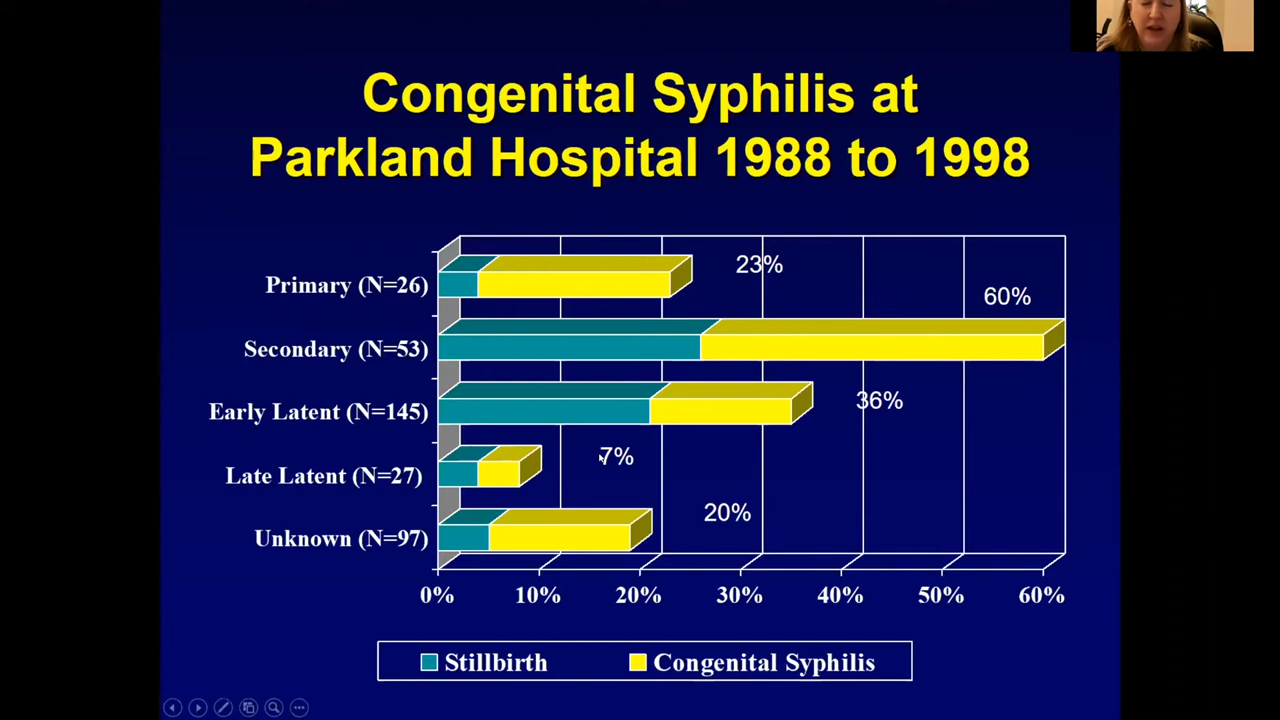 Congenital Syphilis at
Parkland Hospital 1988 to 1998
Primary (N=26)
23%
60%
Secondary (N=53)
Early Latent (N=145)
36%
7%
Late Latent (N=27)
20%
Unknown (N=97)
0% 10% 20% 30% 40% 50% 60%
Stillbirth Congenital Syphilis